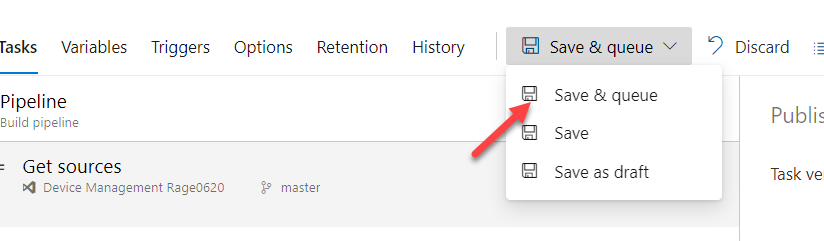 Tasks Variables Triggers Options Retention History Save & queue Discard
Pipeline
Build pipeline
Get sources
Device Management Rage0620 master
Save & queue
Save
Save as draft
Publis
Task ve